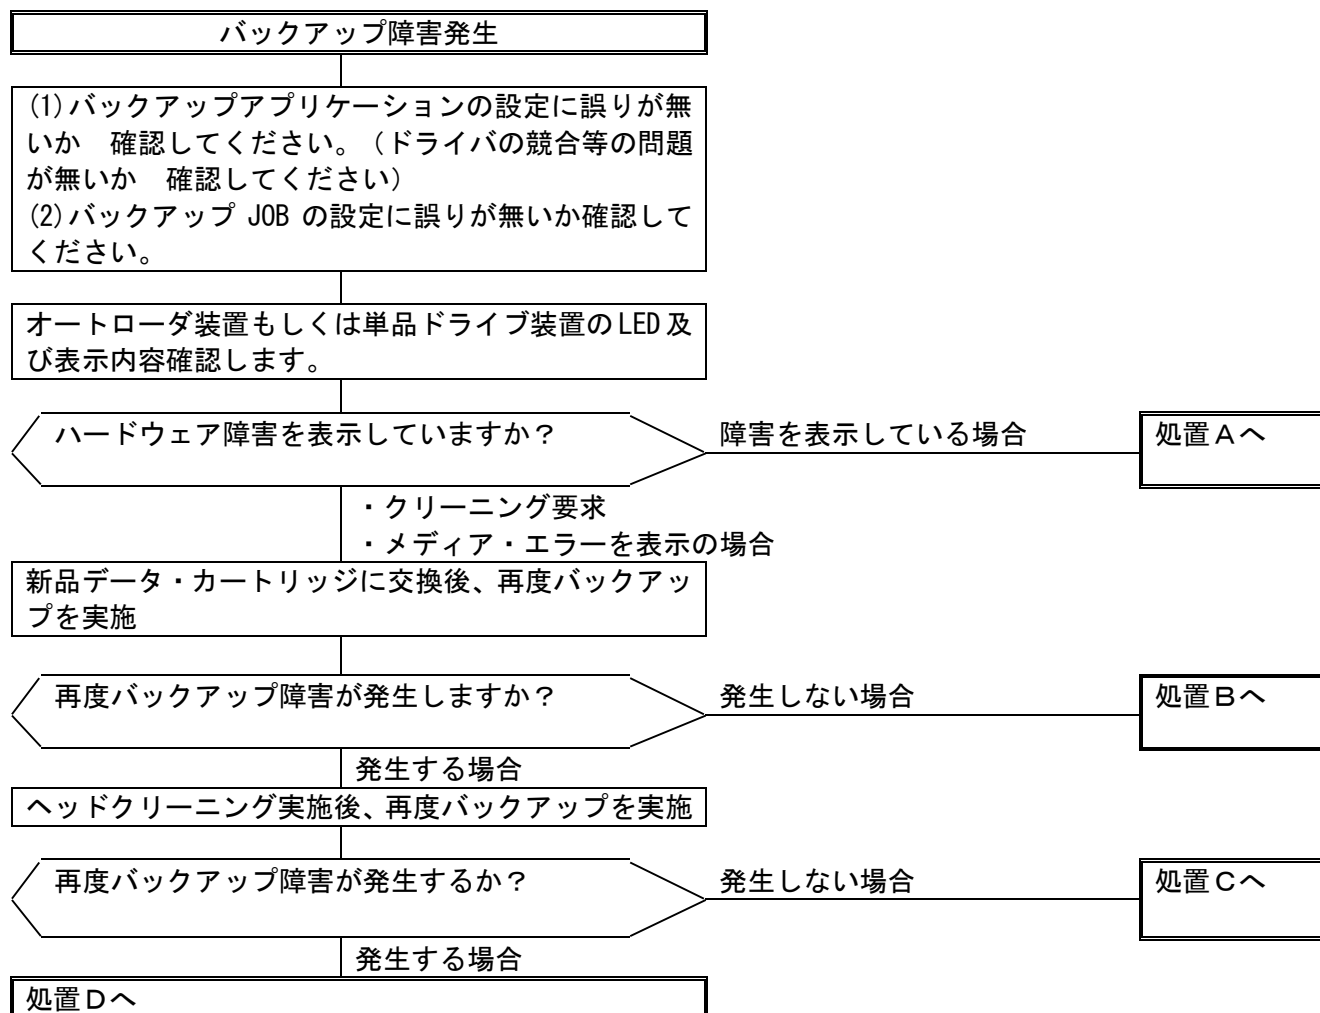 バックアップ障害発生
(1)バックアップアプリケーションの設定に誤りが無
いか　確認してください。（ドライバの競合等の問題
が無いか　確認してください）
(2)バックアップ JOB の設定に誤りが無いか確認して
ください。
オートローダ装置もしくは単品ドライブ装置のLED及
び表示内容確認します。
ハードウェア障害を表示していますか？
障害を表示している場合
処置Ａへ
・クリーニング要求
・メディア・エラーを表示の場合
新品データ・カートリッジに交換後、再度バックアッ
プを実施
再度バックアップ障害が発生しますか？
発生しない場合
処置Ｂへ
発生する場合
ヘッドクリーニング実施後、再度バックアップを実施
再度バックアップ障害が発生するか？
発生しない場合
処置Ｃへ
発生する場合
処置Ｄへ